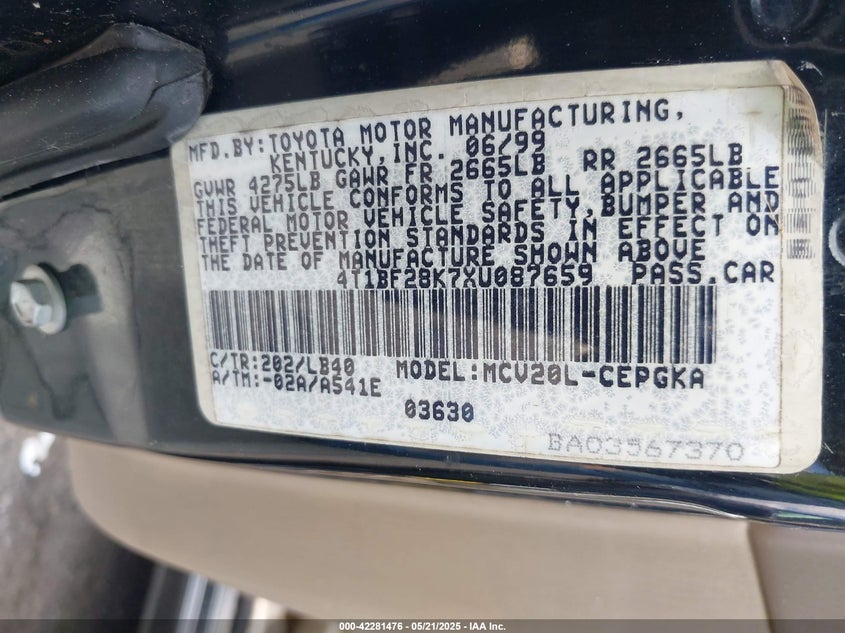 MFD.BY:TOYOTA MOTOR MANUFACTURING,
KENTUCKY,INC. 06/99
GVWR 4275LB GAWR FR 2665LB RR 2665LB
THIS VEHICLE CONFORMS TO ALL APPLICABLE
FEDERAL MOTOR VEHICLE SAFETY,BUMPER AND
THEFT PREVENTION STANDARDS IN EFFECT ON
THE DATE OF MANUFACTURE SHOWN ABOVE
4T1BF28K7XU087659 PASS.CAR
C/TR:202/LB40 MODEL:MCV20L-CEPGKA
A/TM:-02A/A541E
03630
BA03567370
000-42281476 | 05/21/2025 | IAA Inc.